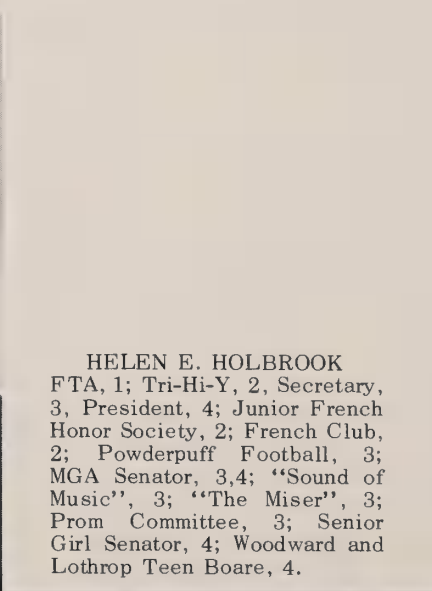 HELEN E. HOLBROOK
FTA, 1; Tri-Hi-Y, 2, Secretary,
3, President, 4; Junior French
Honor Society, 2; French Club,
2; Powderpuff Football, 3;
MGA Senator, 3,4; “Sound of
Music”, 3; “The Miser”, 3;
Prom Committee, 3; Senior
Girl Senator, 4; Woodward and
Lothrop Teen Boare, 4.